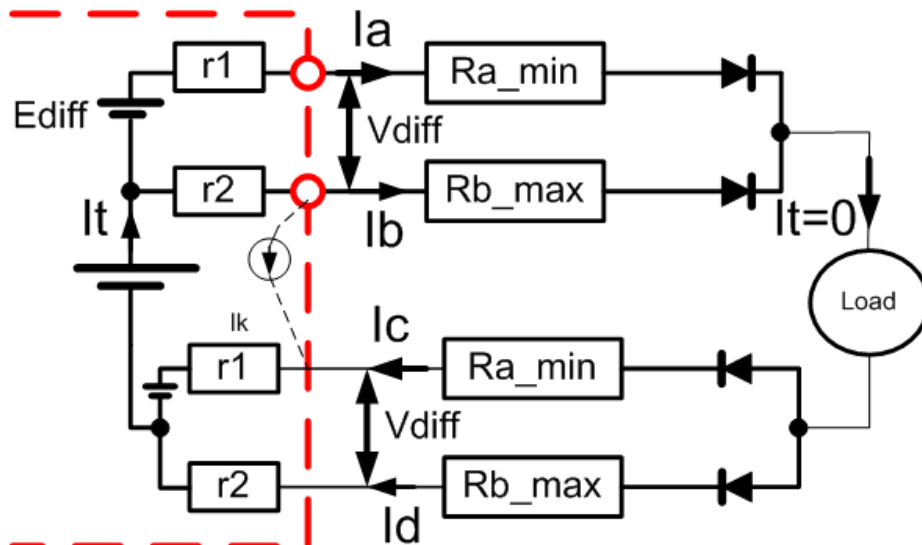 Ia
r1
Ra_min
Ediff
Vdiff
r2
Rb_max
It
Ib
It=0
Load
Ik
Ic
r1
Ra_min
Vdiff
r2
Rb_max
Id